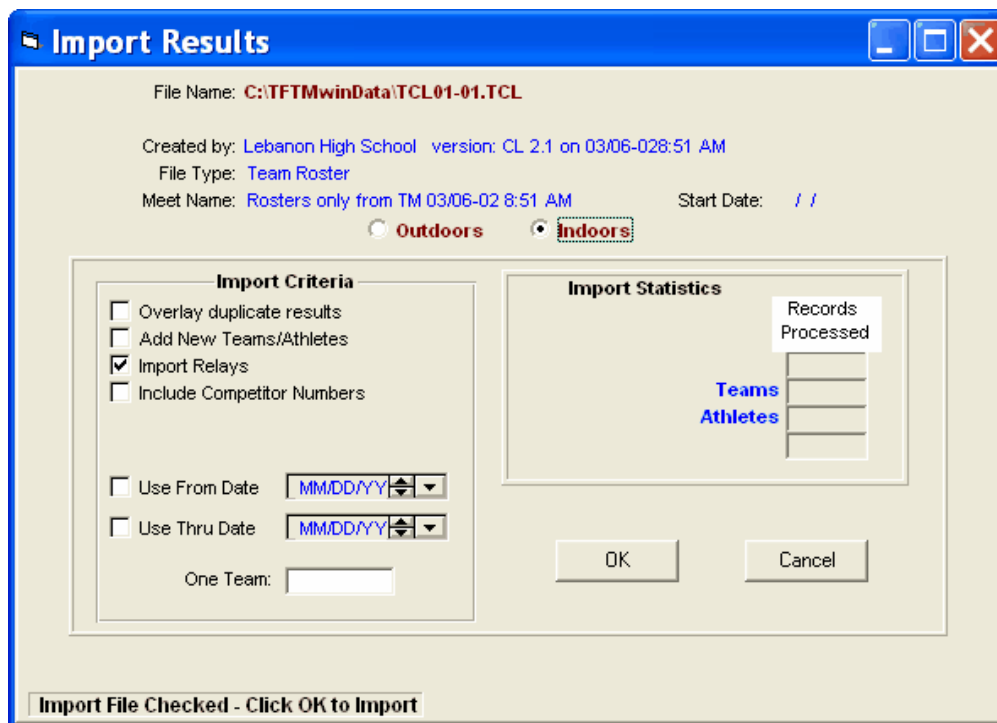 Import Results
File Name: C:\TFTMwinData\TCL01-01.TCL
Created by: Lebanon High School version: CL 2.1 on 03/06-028:51 AM
File Type: Team Roster
Meet Name: Rosters only from TM 03/06-02 8:51 AM Start Date: / /
Outdoors Indoors
Import Criteria
Overlay duplicate results
Add New Teams/Athletes
Import Relays
Include Competitor Numbers
Use From Date MM/DD/YY
Use Thru Date MM/DD/YY
One Team:
Import Statistics
Records
Processed
Teams
Athletes
OK Cancel
Import File Checked - Click OK to Import